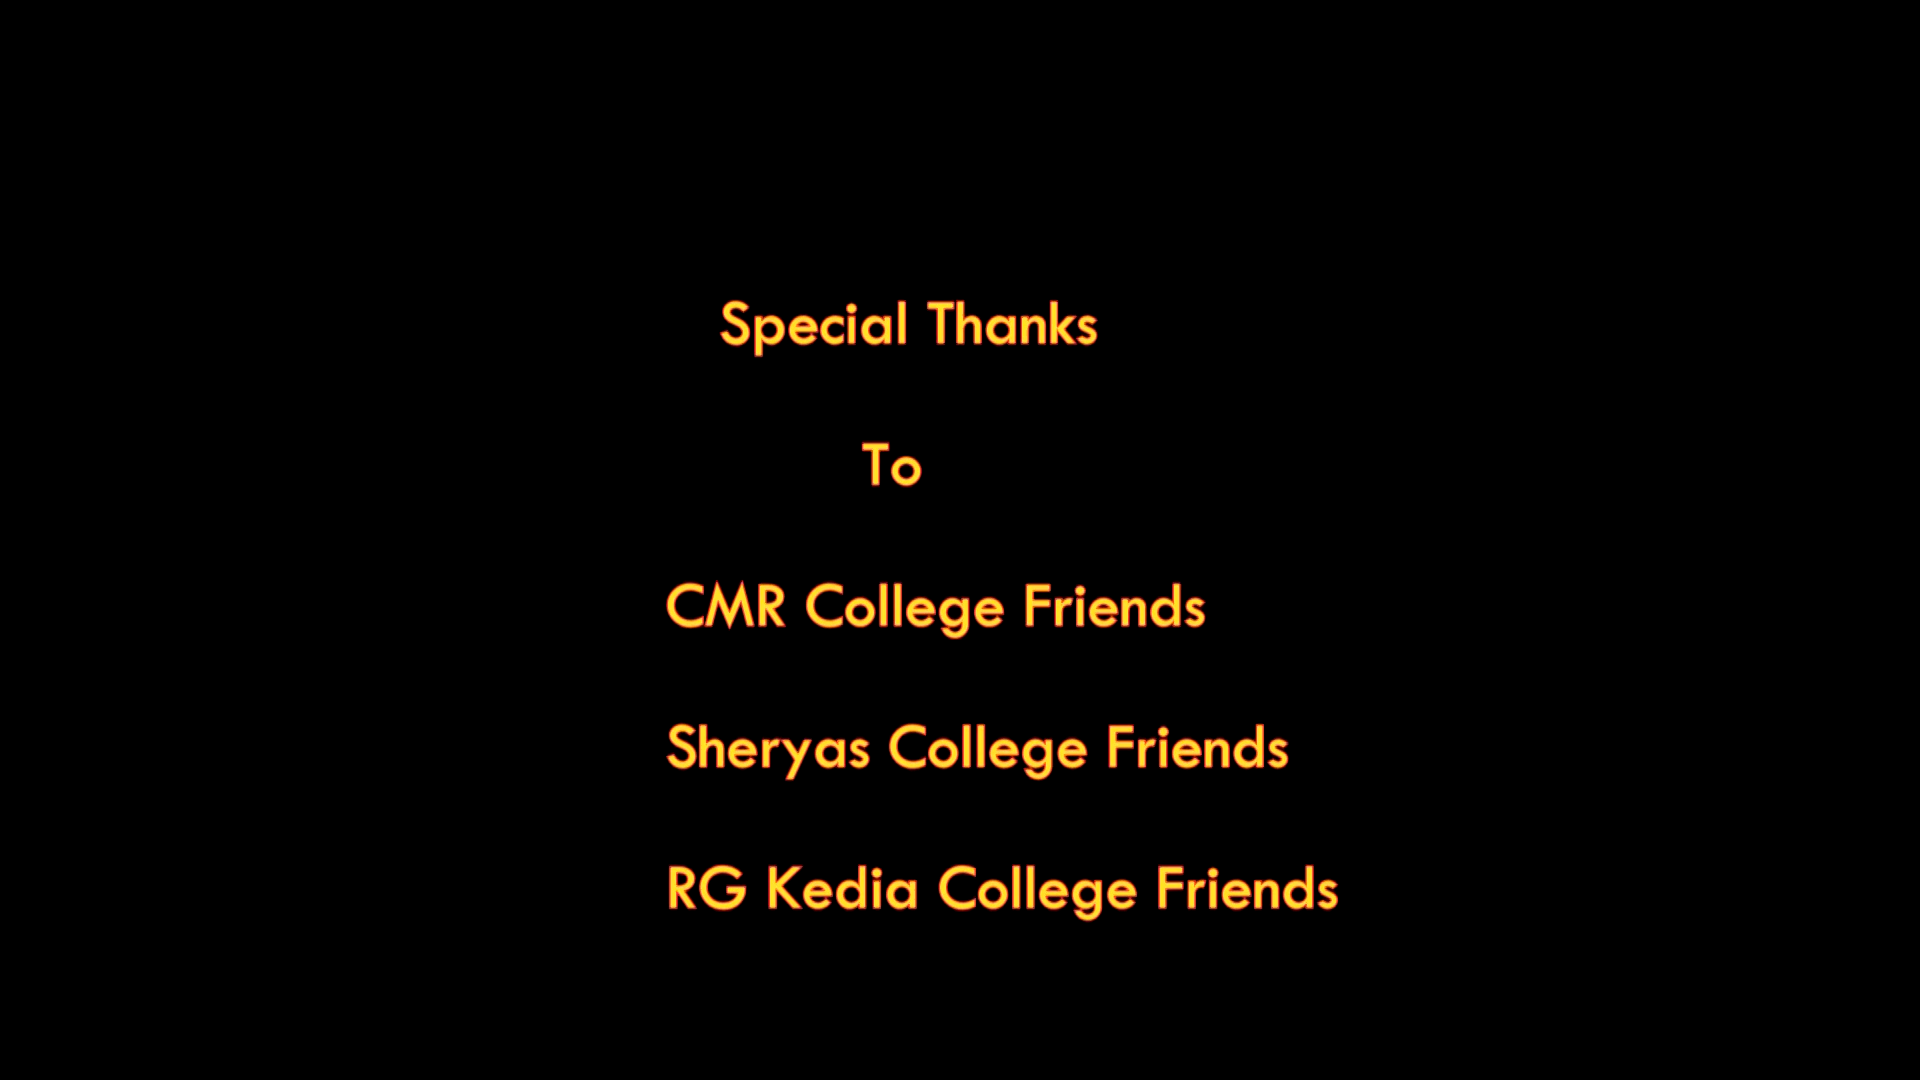 Special Thanks
To
CMR College Friends
Sheryas College Friends
RG Kedia College Friends